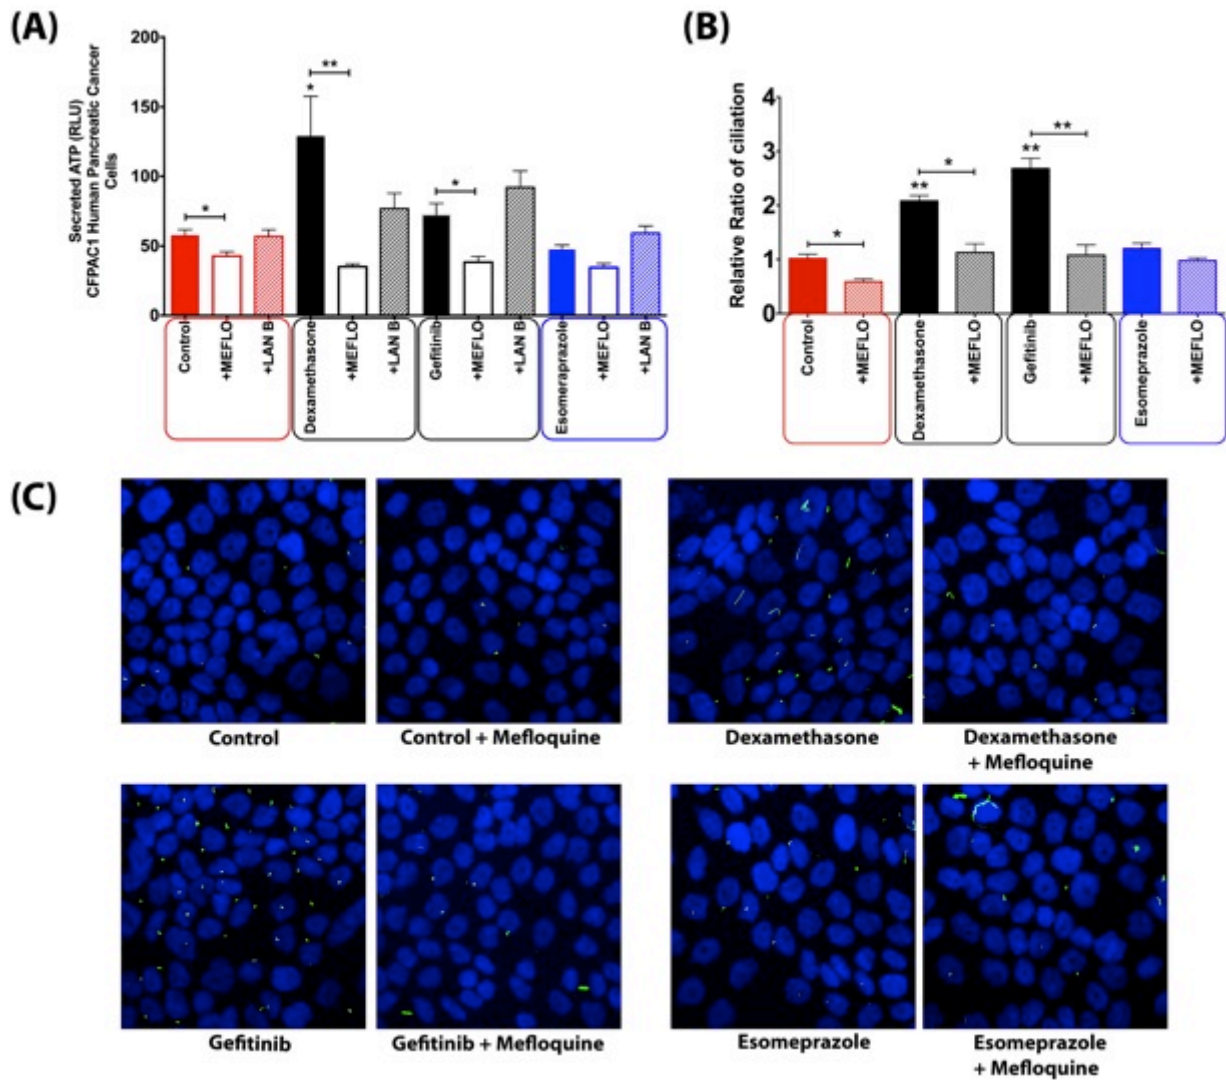 (A)
Secreted ATP (RLU)
CFPAC1 Human Pancreatic Cancer
Cells
200
150
100
50
0
*
*
**
*
Control
+MEFLO
+LAN B
Dexamethasone
+MEFLO
+LAN B
Gefitinib
+MEFLO
+LAN B
Esomeraprazole
+MEFLO
+LAN B
(B)
Relative Ratio of ciliation
4
3
2
1
0
*
**
*
**
**
Control
+MEFLO
Dexamethasone
+MEFLO
Gefitinib
+MEFLO
Esomeprazole
+MEFLO
(C)
Control
Control + Mefloquine
Dexamethasone
Dexamethasone
+ Mefloquine
Gefitinib
Gefitinib + Mefloquine
Esomeprazole
Esomeprazole
+ Mefloquine